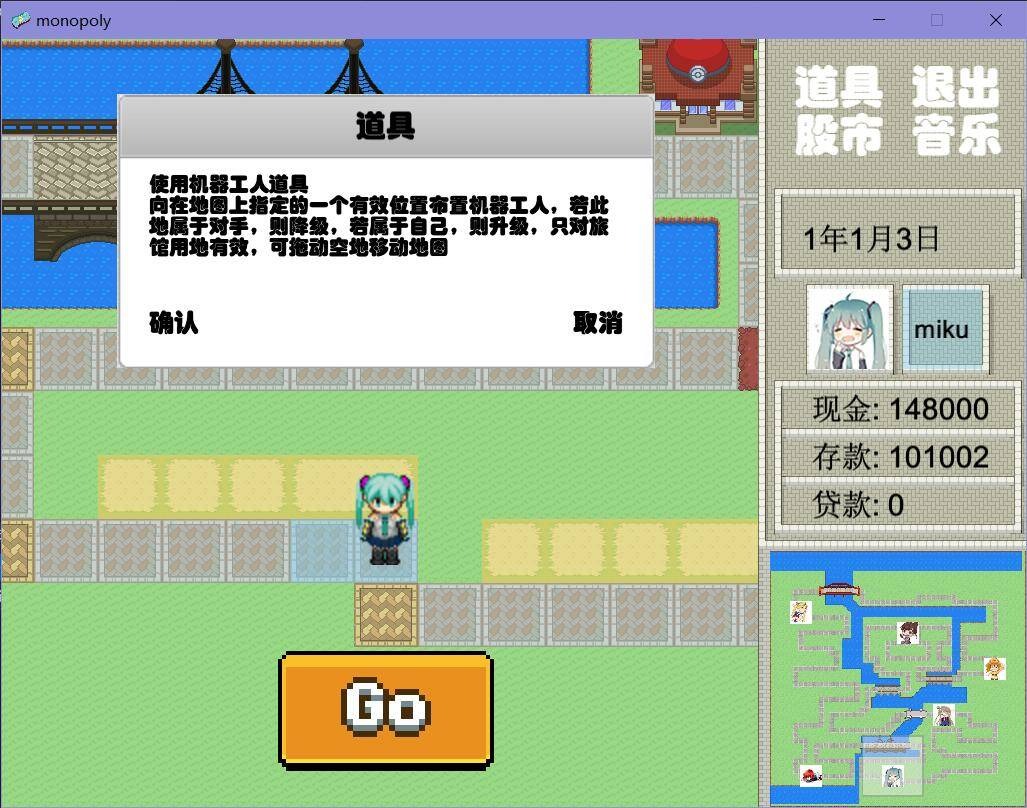 monopoly
道具 退出
股市 音乐
道具
使用机器工人道具
向在地图上指定的一个有效位置布置机器工人，若此
地属于对手，则降级，若属于自己，则升级，只对旅
馆用地有效，可拖动空地移动地图
确认 取消
1年1月3日
miku
现金: 148000
存款: 101002
贷款: 0
Go